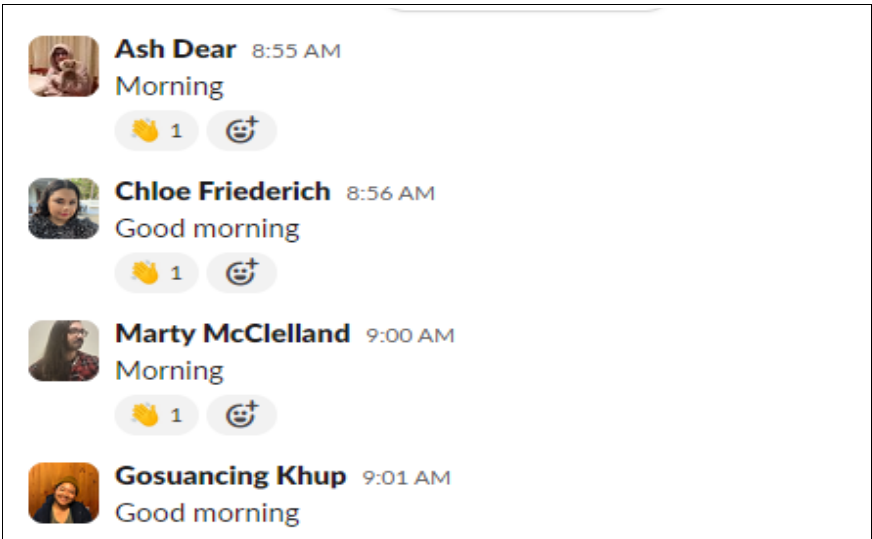 Ash Dear 8:55 AM
Morning
👋 1
Chloe Friederich 8:56 AM
Good morning
👋 1
Marty McClelland 9:00 AM
Morning
👋 1
Gosuancing Khup 9:01 AM
Good morning